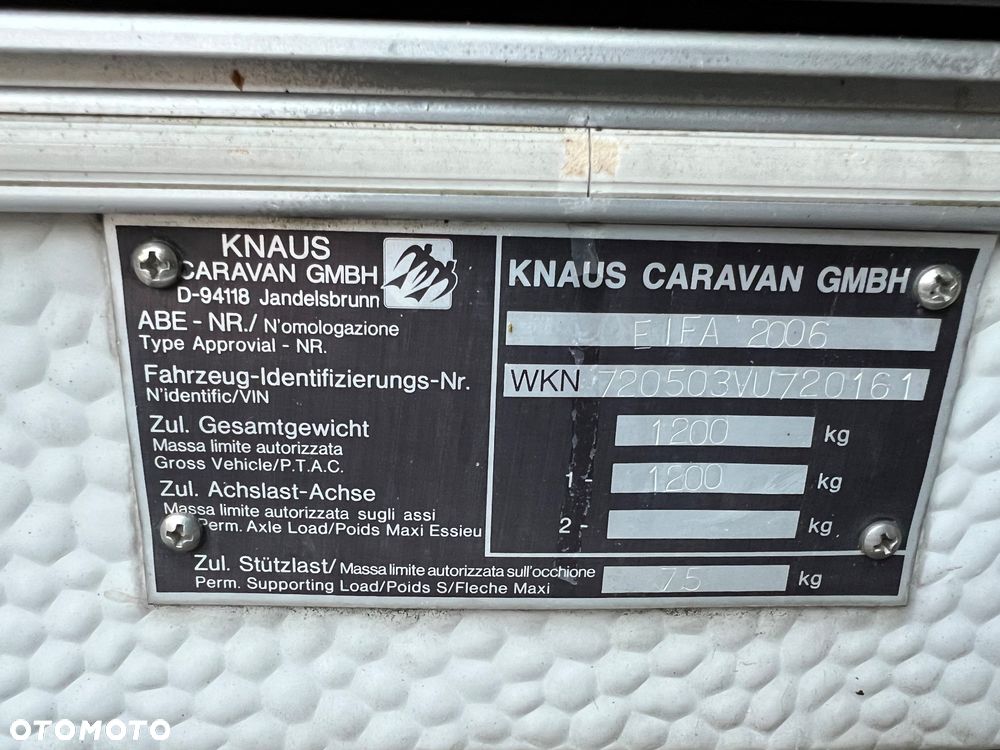 KNAUS
CARAVAN GMBH
D-94118 Jandelsbrunn
KNAUS CARAVAN GMBH
ABE - NR./ N'omologazione
Type Approvial - NR.
EIFA 2006
Fahrzeug-Identifizierungs-Nr.
N'identific/VIN
WKN 720503VU720161
Zul. Gesamtgewicht
Massa limite autorizzata
Gross Vehicle/P.T.A.C.
1200 kg
Zul. Achslast-Achse
Massa limite autorizzata sugli assi
Perm. Axle Load/Poids Maxi Essieu
1 - 1200 kg
2 - kg
Zul. Stützlast/ Massa limite autorizzata sull'occhione
Perm. Supporting Load/Poids S/Fleche Maxi
75 kg
OTOMOTO